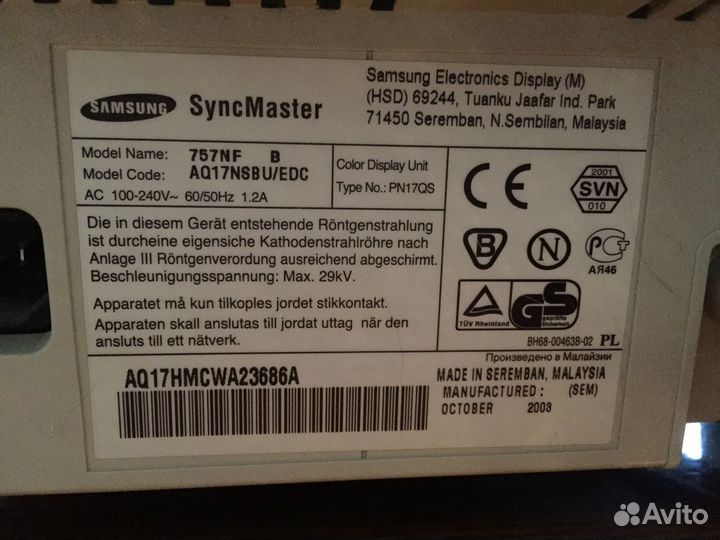 SAMSUNG SyncMaster
Samsung Electronics Display (M)
(HSD) 69244, Tuanku Jaafar Ind. Park
71450 Seremban, N.Sembilan, Malaysia
Model Name: 757NF B
Model Code: AQ17NSBU/EDC
AC 100-240V~ 60/50Hz 1.2A
Color Display Unit
Type No.: PN17QS
Die in diesem Gerät entstehende Röntgenstrahlung
ist durcheine eigensiche Kathodenstrahlröhre nach
Anlage III Röntgenverordung ausreichend abgeschirmt.
Beschleunigungsspannung: Max. 29kV.
Apparatet må kun tilkoples jordet stikkontakt.
Apparaten skall anslutas till jordat uttag när den
ansluts till ett nätverk.
CE
2001
SVN
010
B
N
РСТ
АЯ46
TÜV Rheinland
GS
geprüfte
Sicherheit
BH68-00463B-02 PL
Произведено в Малайзии
AQ17HMCWA23686A
MADE IN SEREMBAN, MALAYSIA
MANUFACTURED : (SEM)
OCTOBER 2003
Avito